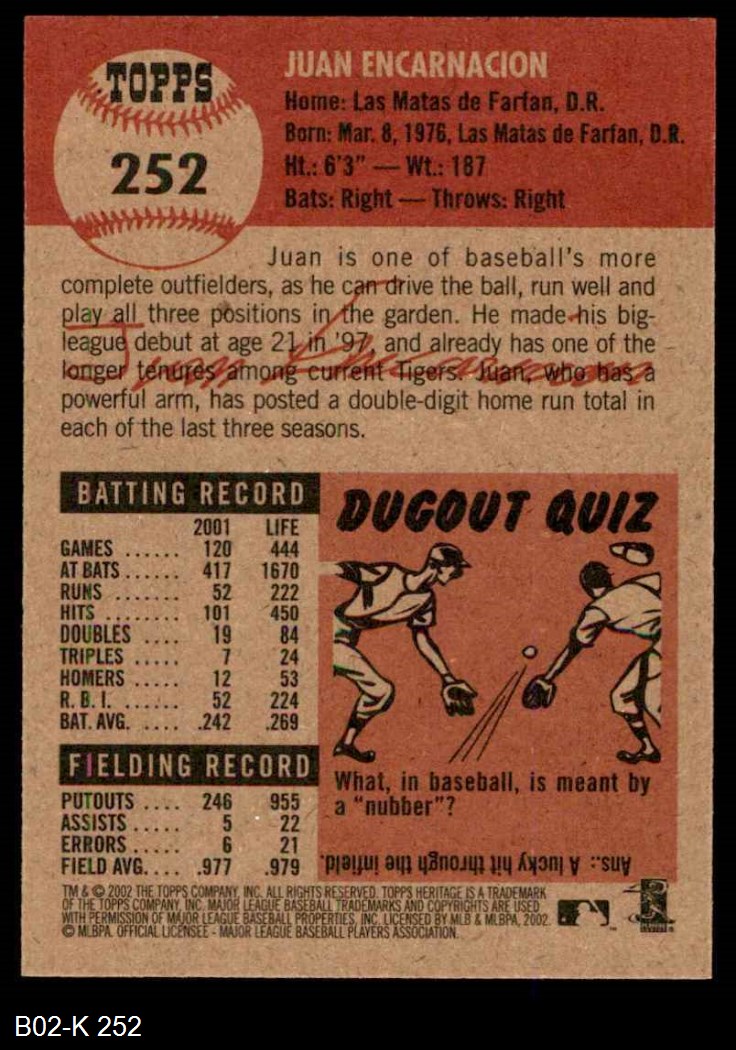 TOPPS
252
JUAN ENCARNACION
Home: Las Matas de Farfan, D.R.
Born: Mar. 8, 1976, Las Matas de Farfan, D.R.
Ht.: 6'3" — Wt.: 187
Bats: Right — Throws: Right
Juan is one of baseball's more
complete outfielders, as he can drive the ball, run well and
play all three positions in the garden. He made his big-
league debut at age 21 in '97, and already has one of the
longer tenures among current Tigers. Juan, who has a
powerful arm, has posted a double-digit home run total in
each of the last three seasons.
Juan Encarnacion
BATTING RECORD
2001 LIFE
GAMES ...... 120 444
AT BATS ..... 417 1670
RUNS ....... 52 222
HITS ........ 101 450
DOUBLES .... 19 84
TRIPLES ..... 7 24
HOMERS ..... 12 53
R. B. I. ...... 52 224
BAT. AVG. .... .242 .269
FIELDING RECORD
PUTOUTS .... 246 955
ASSISTS ..... 5 22
ERRORS ..... 6 21
FIELD AVG. ... .977 .979
DUGOUT QUIZ
What, in baseball, is meant by
a "nubber"?
Ans.: A lucky hit through the infield.
TM & © 2002 THE TOPPS COMPANY, INC. ALL RIGHTS RESERVED. TOPPS HERITAGE IS A TRADEMARK
OF THE TOPPS COMPANY, INC. MAJOR LEAGUE BASEBALL TRADEMARKS AND COPYRIGHTS ARE USED
WITH PERMISSION OF MAJOR LEAGUE BASEBALL PROPERTIES, INC. LICENSED BY MLB & MLBPA, 2002.
© MLBPA. OFFICIAL LICENSEE - MAJOR LEAGUE BASEBALL PLAYERS ASSOCIATION.
B02-K 252